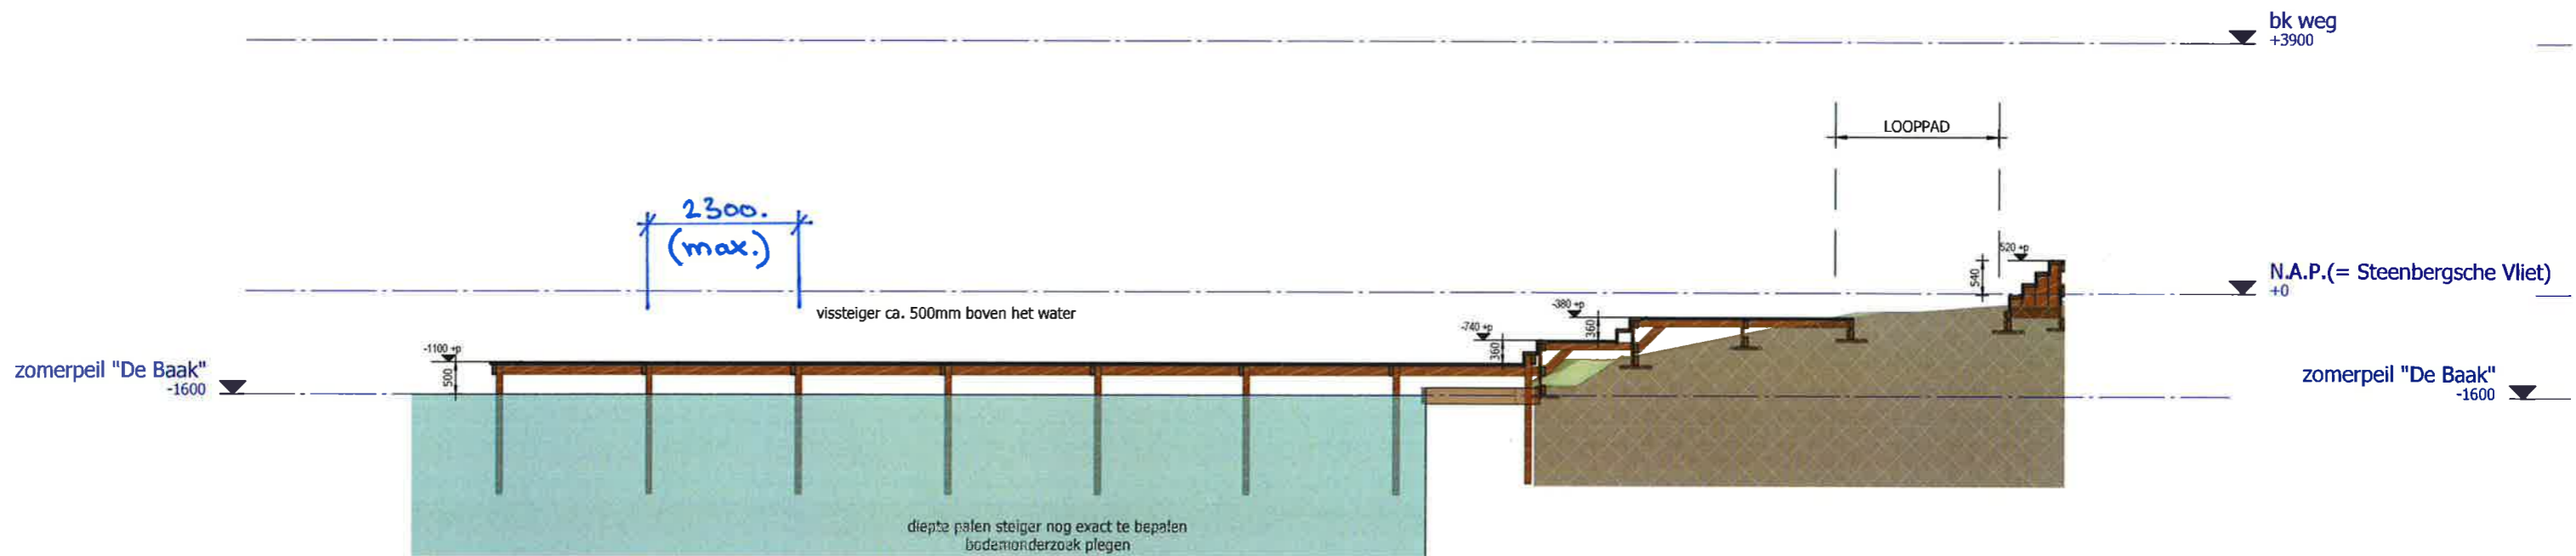 bk weg
+3900
LOOPPAD
2300.
(max.)
520 +p
540
N.A.P.(= Steenbergsche Vliet)
+0
vissteiger ca. 500mm boven het water
-380 +p
360
-740 +p
360
-1100 +p
500
zomerpeil "De Baak"
-1600
zomerpeil "De Baak"
-1600
diepte palen steiger nog exact te bepalen
bodemonderzoek plegen